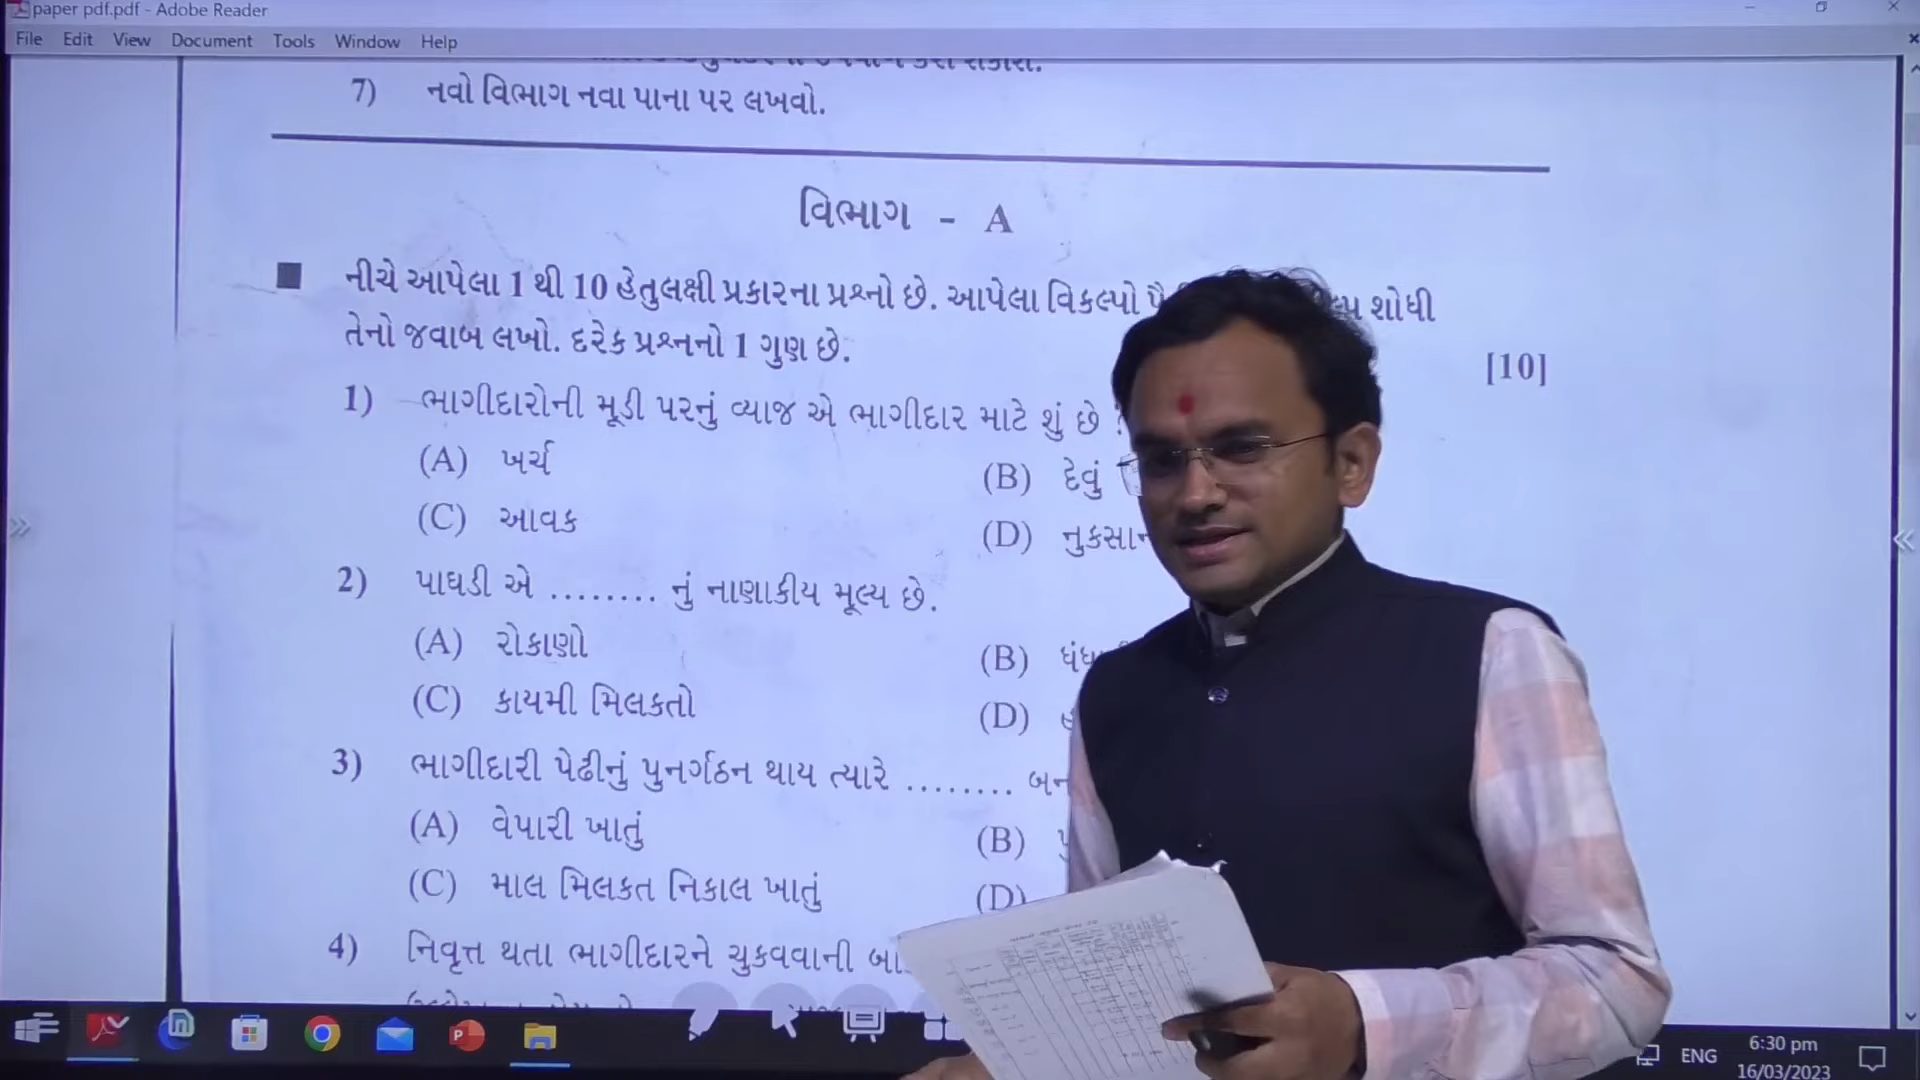 paper pdf.pdf - Adobe Reader
File Edit View Document Tools Window Help
7) નવો વિભાગ નવા પાના પર લખવો.
વિભાગ - A
નીચે આપેલા 1 થી 10 હેતુલક્ષી પ્રકારના પ્રશ્નો છે. આપેલા વિકલ્પો શોધી
તેનો જવાબ લખો. દરેક પ્રશ્નનો 1 ગુણ છે. [10]
1) ભાગીદારોની મૂડી પરનું વ્યાજ એ ભાગીદાર માટે શું છે ?
(A) ખર્ચ (B) દેવું
(C) આવક (D) નુકસાન
2) પાઘડી એ ........ નું નાણાકીય મૂલ્ય છે.
(A) રોકાણો (B)
(C) કાયમી મિલકતો (D)
3) ભાગીદારી પેઢીનું પુનર્ગઠન થાય ત્યારે ........
(A) વેપારી ખાતું (B)
(C) માલ મિલકત નિકાલ ખાતું (D)
4) નિવૃત્ત થતા ભાગીદારને ચુકવવાની
ENG 6:30 pm
16/03/2023